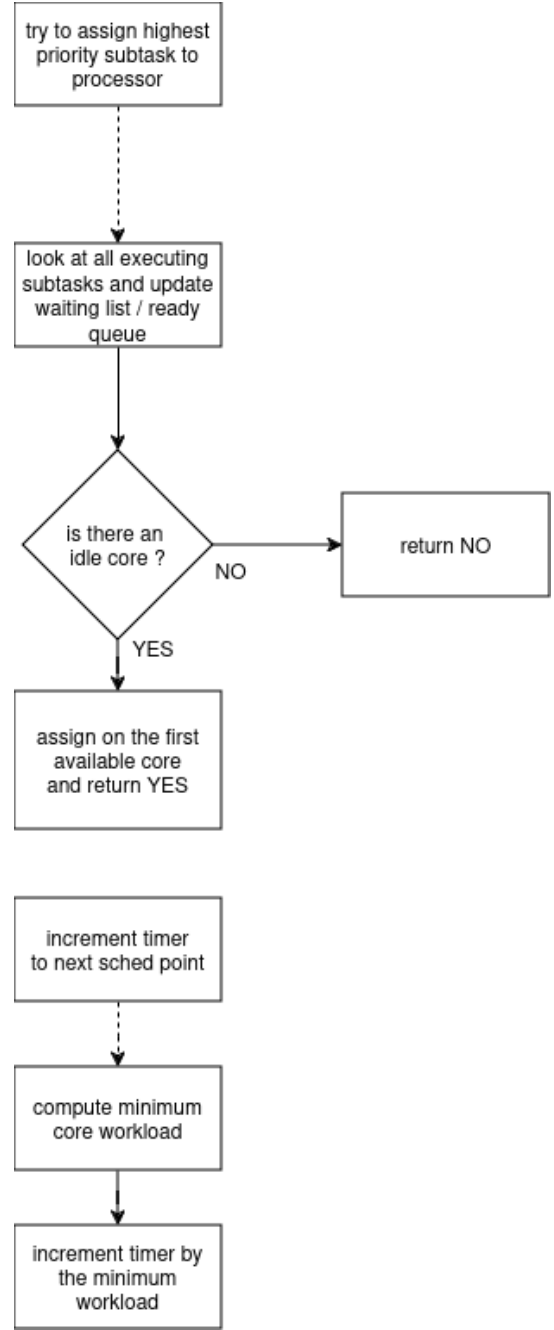 try to assign highest
priority subtask to
processor
look at all executing
subtasks and update
waiting list / ready
queue
is there an
idle core ?
NO
return NO
YES
assign on the first
available core
and return YES
increment timer
to next sched point
compute minimum
core workload
increment timer by
the minimum
workload